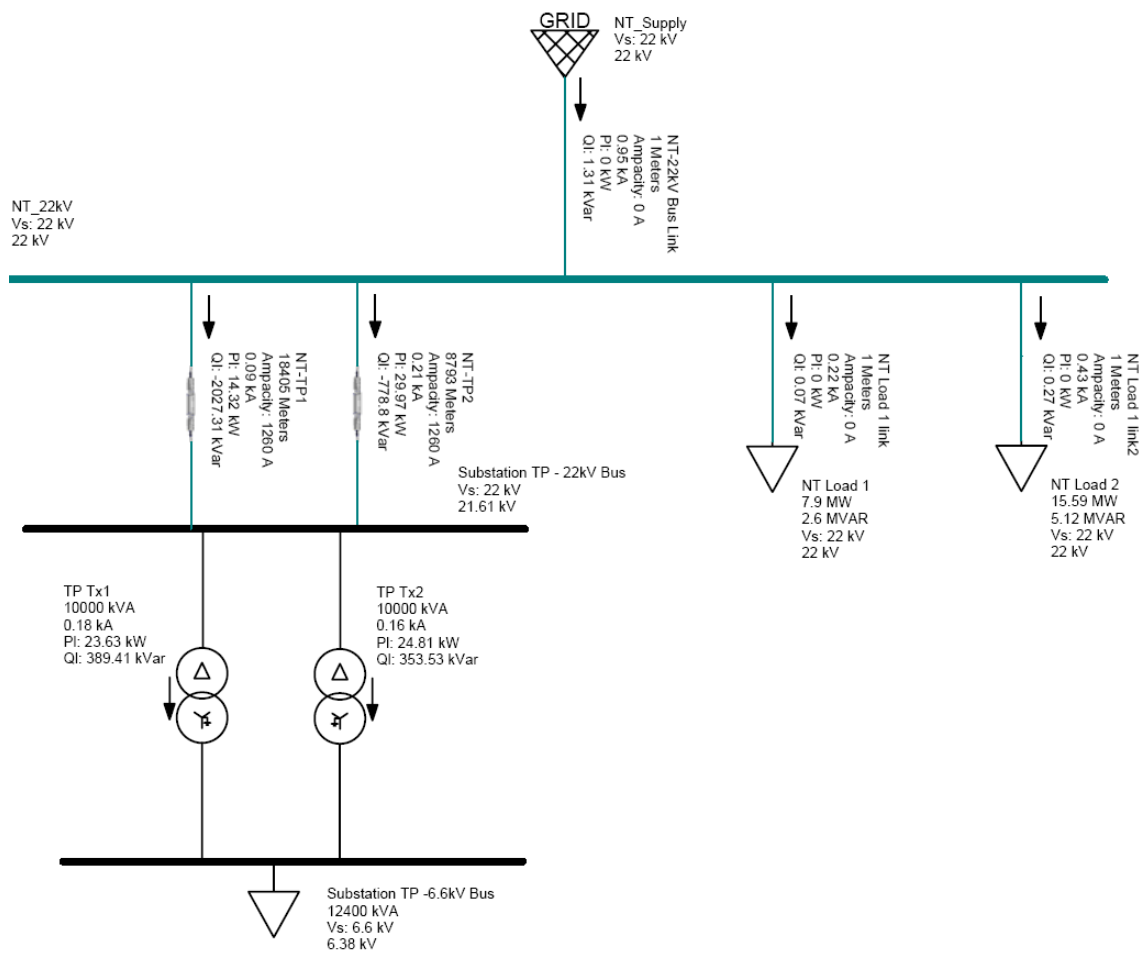 GRID
NT_Supply
Vs: 22 kV
22 kV
NT-22kV Bus Link
1 Meters
Ampacity: 0 A
0.95 kA
Pl: 0 kW
Ql: 1.31 kVar
NT_22kV
Vs: 22 kV
22 kV
NT-TP1
18405 Meters
Ampacity: 1260 A
0.09 kA
Pl: 14.32 kW
Ql: -2027.31 kVar
NT-TP2
8793 Meters
Ampacity: 1260 A
0.21 kA
Pl: 29.97 kW
Ql: -778.8 kVar
NT Load 1 link
1 Meters
Ampacity: 0 A
0.22 kA
Pl: 0 kW
Ql: 0.07 kVar
NT Load 1 link2
1 Meters
Ampacity: 0 A
0.43 kA
Pl: 0 kW
Ql: 0.27 kVar
Substation TP - 22kV Bus
Vs: 22 kV
21.61 kV
NT Load 1
7.9 MW
2.6 MVAR
Vs: 22 kV
22 kV
NT Load 2
15.59 MW
5.12 MVAR
Vs: 22 kV
22 kV
TP Tx1
10000 kVA
0.18 kA
Pl: 23.63 kW
Ql: 389.41 kVar
TP Tx2
10000 kVA
0.16 kA
Pl: 24.81 kW
Ql: 353.53 kVar
Substation TP -6.6kV Bus
12400 kVA
Vs: 6.6 kV
6.38 kV